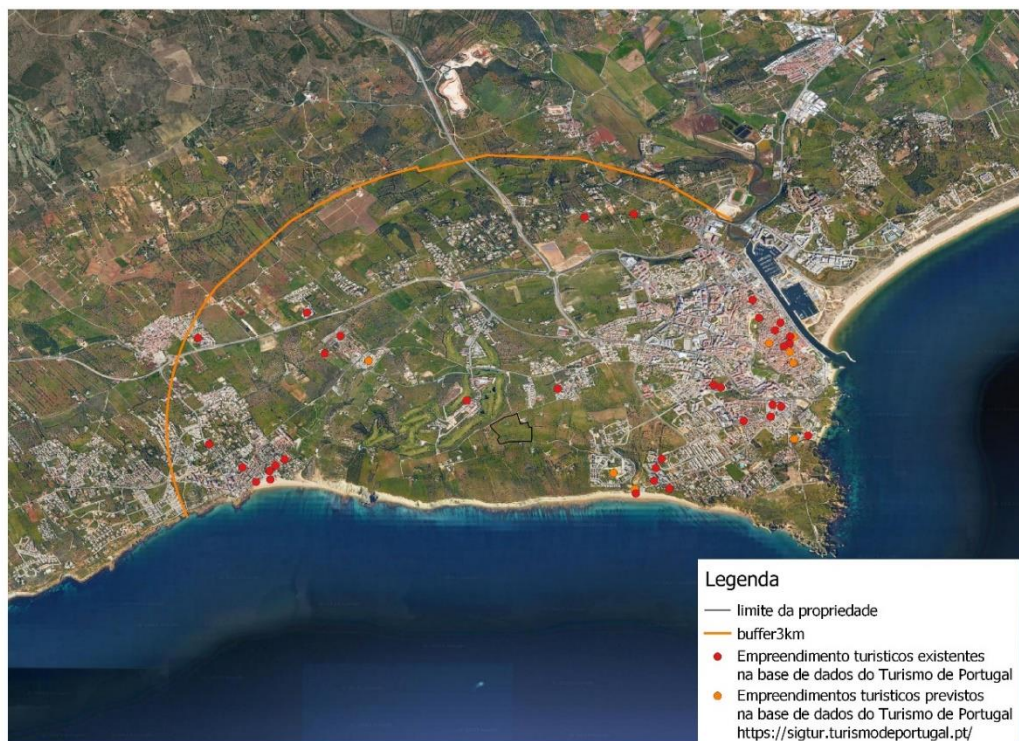 Legenda
limite da propriedade
buffer3km
Empreendimento turisticos existentes
na base de dados do Turismo de Portugal
Empreendimentos turisticos previstos
na base de dados do Turismo de Portugal
https://sigtur.turismodeportugal.pt/